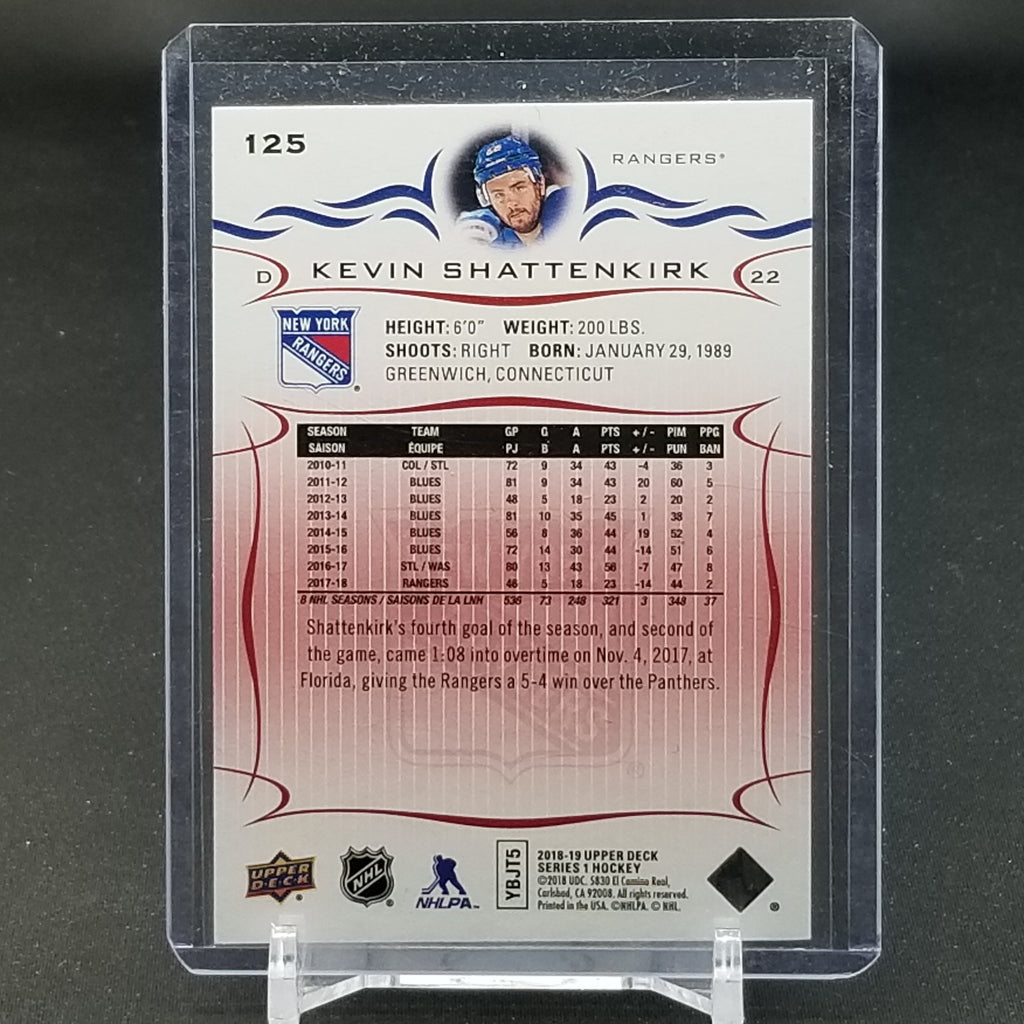 125
RANGERS®
D KEVIN SHATTENKIRK 22
NEW YORK
RANGERS
HEIGHT: 6'0" WEIGHT: 200 LBS.
SHOOTS: RIGHT BORN: JANUARY 29, 1989
GREENWICH, CONNECTICUT
SEASON TEAM GP G A PTS +/- PIM PPG
SAISON ÉQUIPE PJ B A PTS +/- PUN BAN
2010-11 COL / STL 72 9 34 43 -4 36 3
2011-12 BLUES 81 9 34 43 20 60 5
2012-13 BLUES 48 5 18 23 2 20 2
2013-14 BLUES 81 10 35 45 1 38 7
2014-15 BLUES 56 8 36 44 19 52 4
2015-16 BLUES 72 14 30 44 -14 51 6
2016-17 STL / WAS 80 13 43 56 -7 47 8
2017-18 RANGERS 46 5 18 23 -14 44 2
8 NHL SEASONS / SAISONS DE LA LNH 536 73 248 321 3 348 37
Shattenkirk's fourth goal of the season, and second of
the game, came 1:08 into overtime on Nov. 4, 2017, at
Florida, giving the Rangers a 5-4 win over the Panthers.
UPPER
DECK
NHL
NHLPA
YBJT5
2018-19 UPPER DECK
SERIES 1 HOCKEY
©2018 UDC. 5830 El Camino Real,
Carlsbad, CA 92008. All rights reserved.
Printed in the USA. ©NHLPA. © NHL.